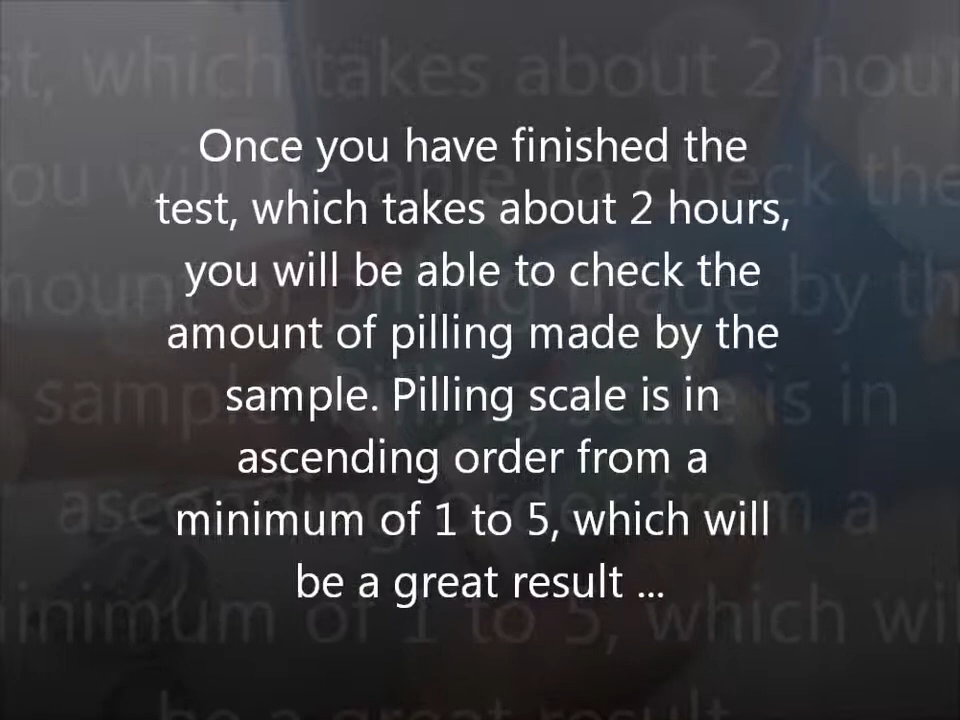 Once you have finished the
test, which takes about 2 hours,
you will be able to check the
amount of pilling made by the
sample. Pilling scale is in
ascending order from a
minimum of 1 to 5, which will
be a great result ...